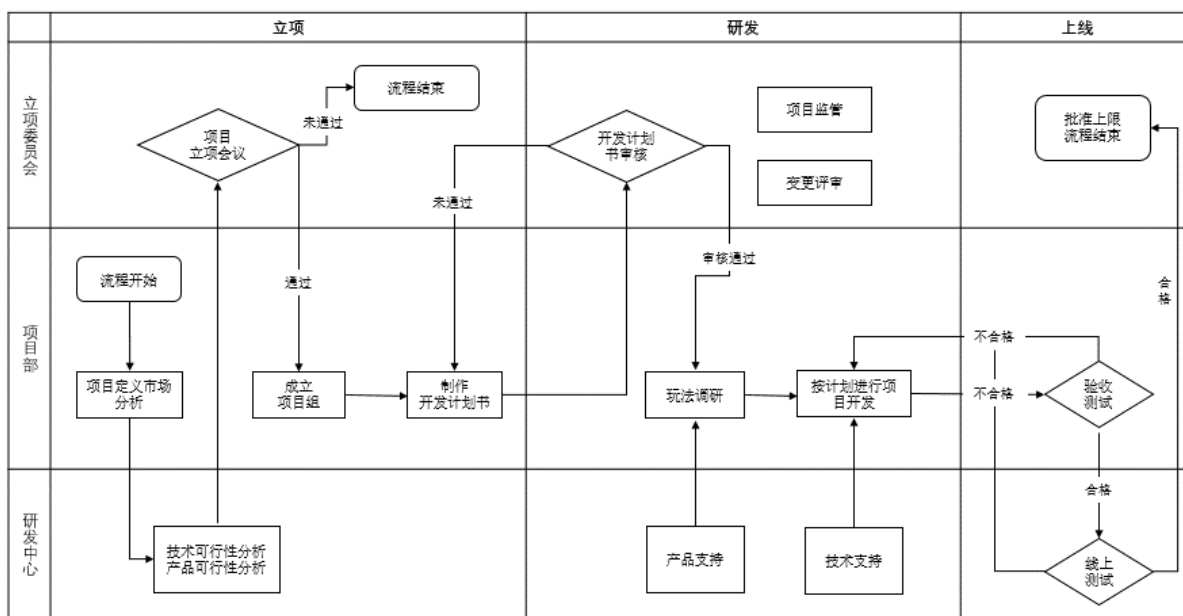 立项
研发
上线
立项委员会
流程结束
未通过
项目
立项会议
开发计划
书审核
项目监管
变更评审
批准上限
流程结束
未通过
项目部
流程开始
通过
审核通过
合格
不合格
项目定义市场
分析
成立
项目组
制作
开发计划书
玩法调研
按计划进行项
目开发
不合格
验收
测试
合格
研发中心
技术可行性分析
产品可行性分析
产品支持
技术支持
线上
测试